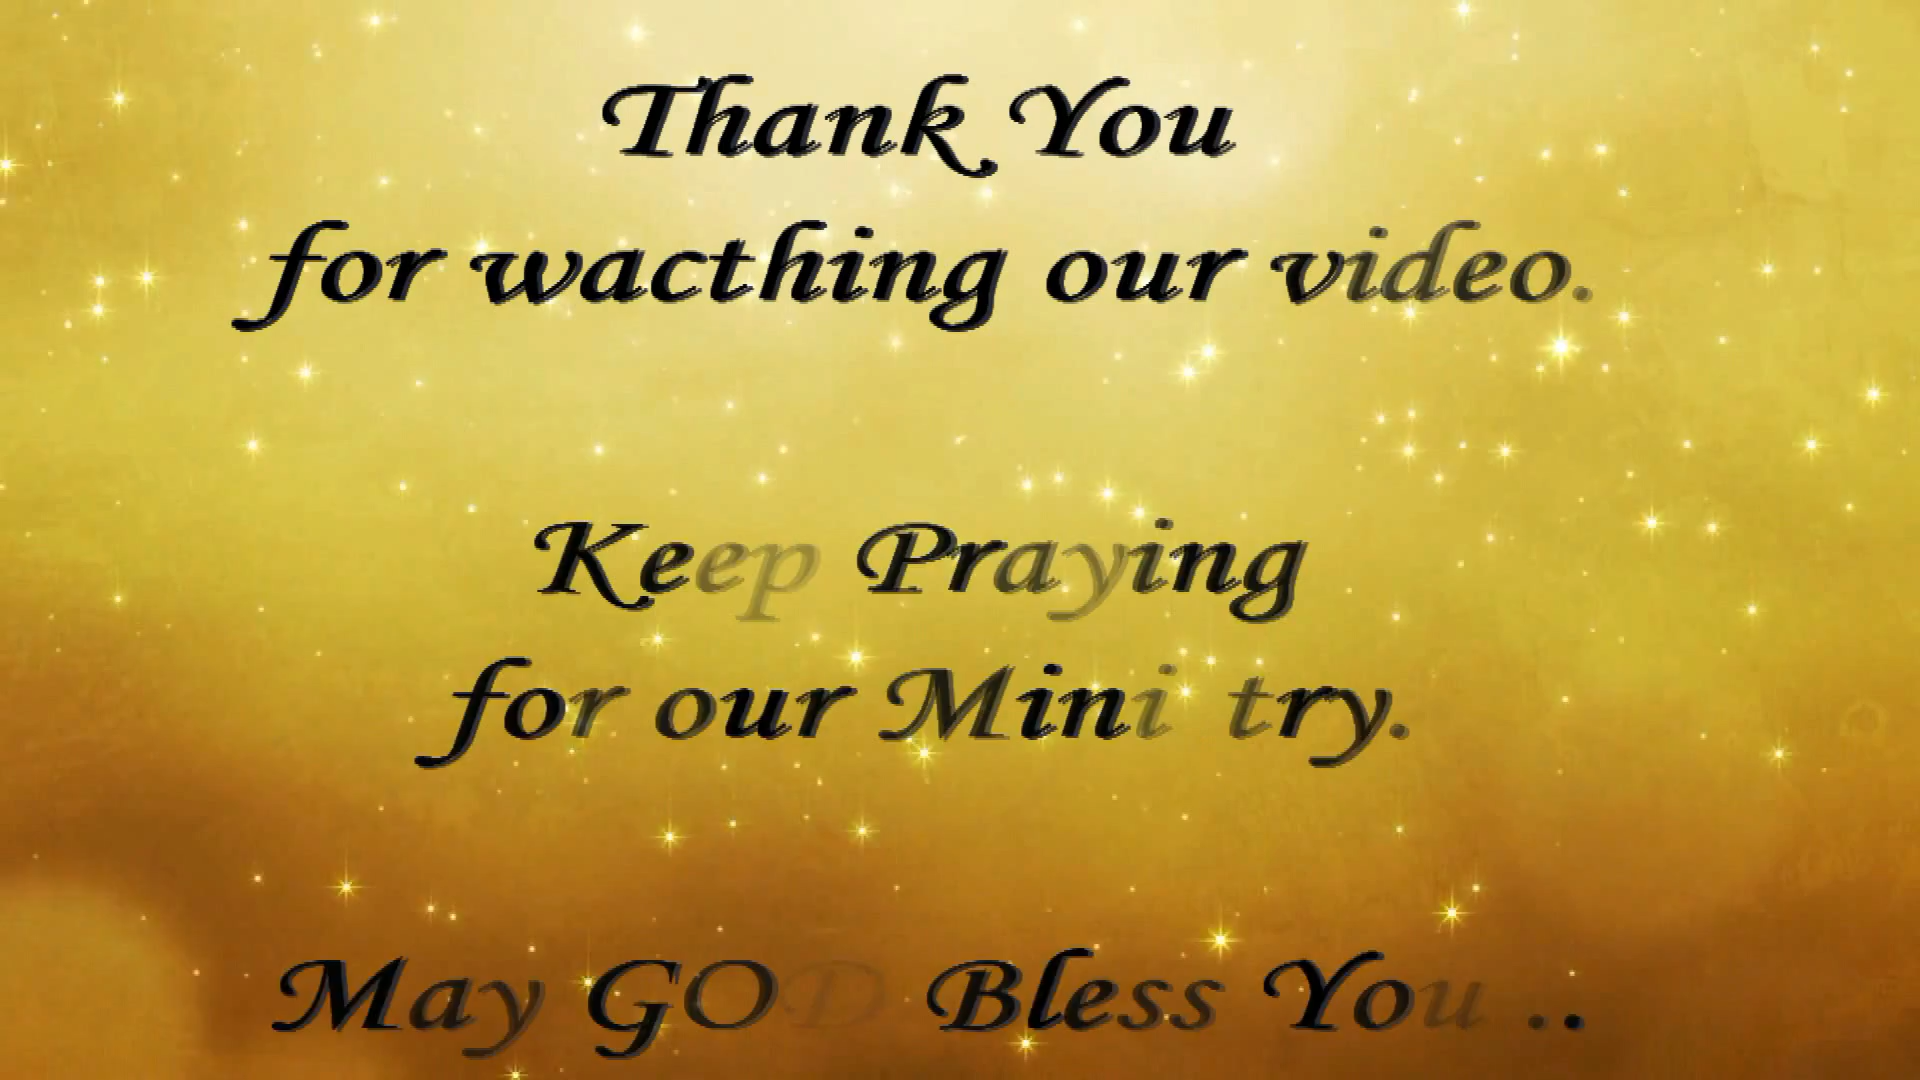 Thank You
for wacthing our video.
Keep Praying
for our Mini try.
May GOD Bless You ..